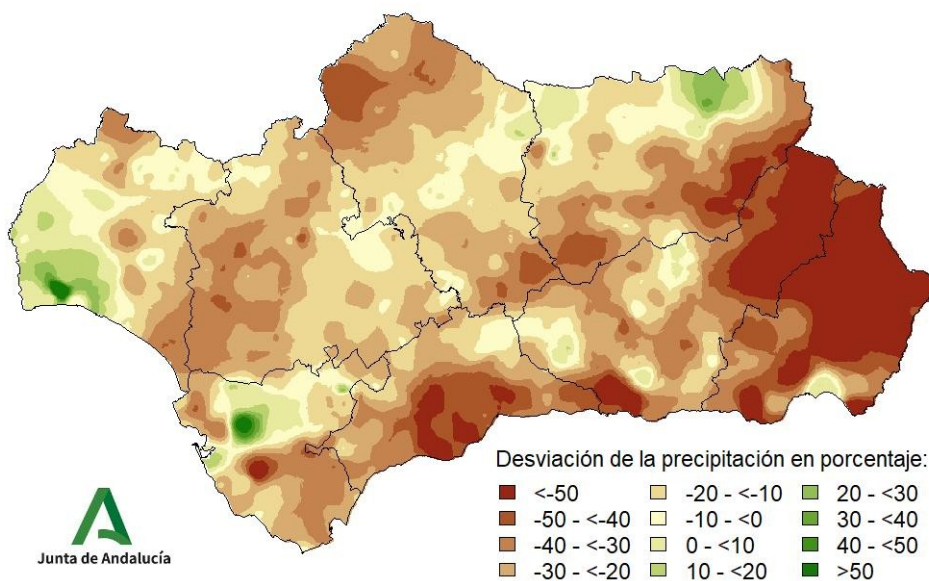 Desviación de la precipitación en porcentaje:
<-50 -20 - <-10 20 - <30
-50 - <-40 -10 - <0 30 - <40
-40 - <-30 0 - <10 40 - <50
-30 - <-20 10 - <20 >50
Junta de Andalucía